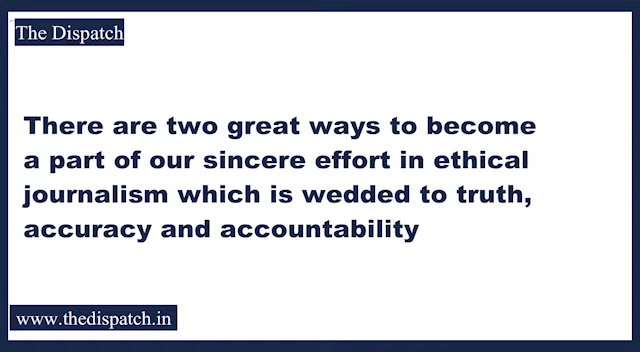 The Dispatch
There are two great ways to become
a part of our sincere effort in ethical
journalism which is wedded to truth,
accuracy and accountability
www.thedispatch.in